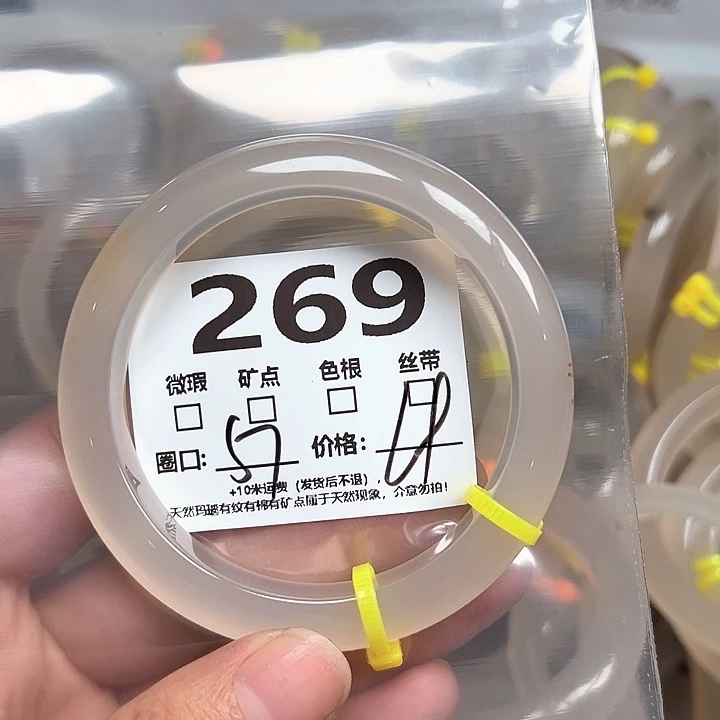 269
微瑕 矿点 色根 丝带
圈口: 57 价格:
+10米运费（发货后不退），
天然玛瑙有纹有棉有矿点属于天然现象，介意勿拍！